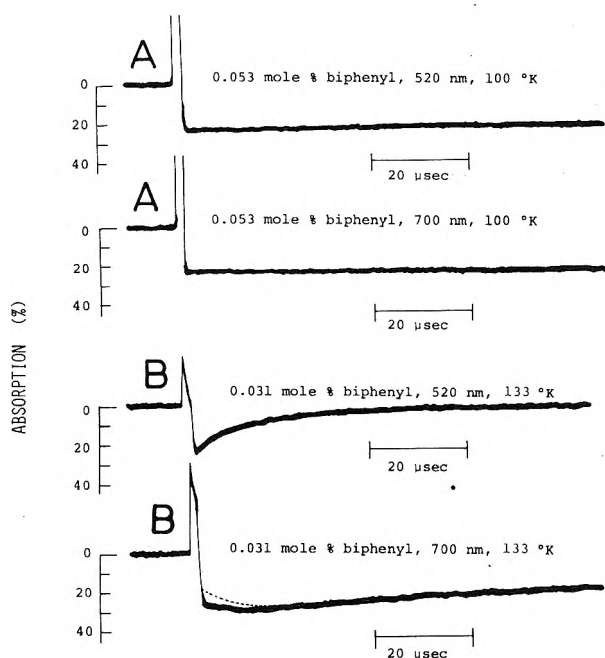 A
0.053 mole % biphenyl, 520 nm, 100 °K
0
20
40
20 μsec
A
0.053 mole % biphenyl, 700 nm, 100 °K
0
20
40
20 μsec
ABSORPTION (%)
B
0.031 mole % biphenyl, 520 nm, 133 °K
0
20
40
20 μsec
B
0.031 mole % biphenyl, 700 nm, 133 °K
0
20
40
20 μsec